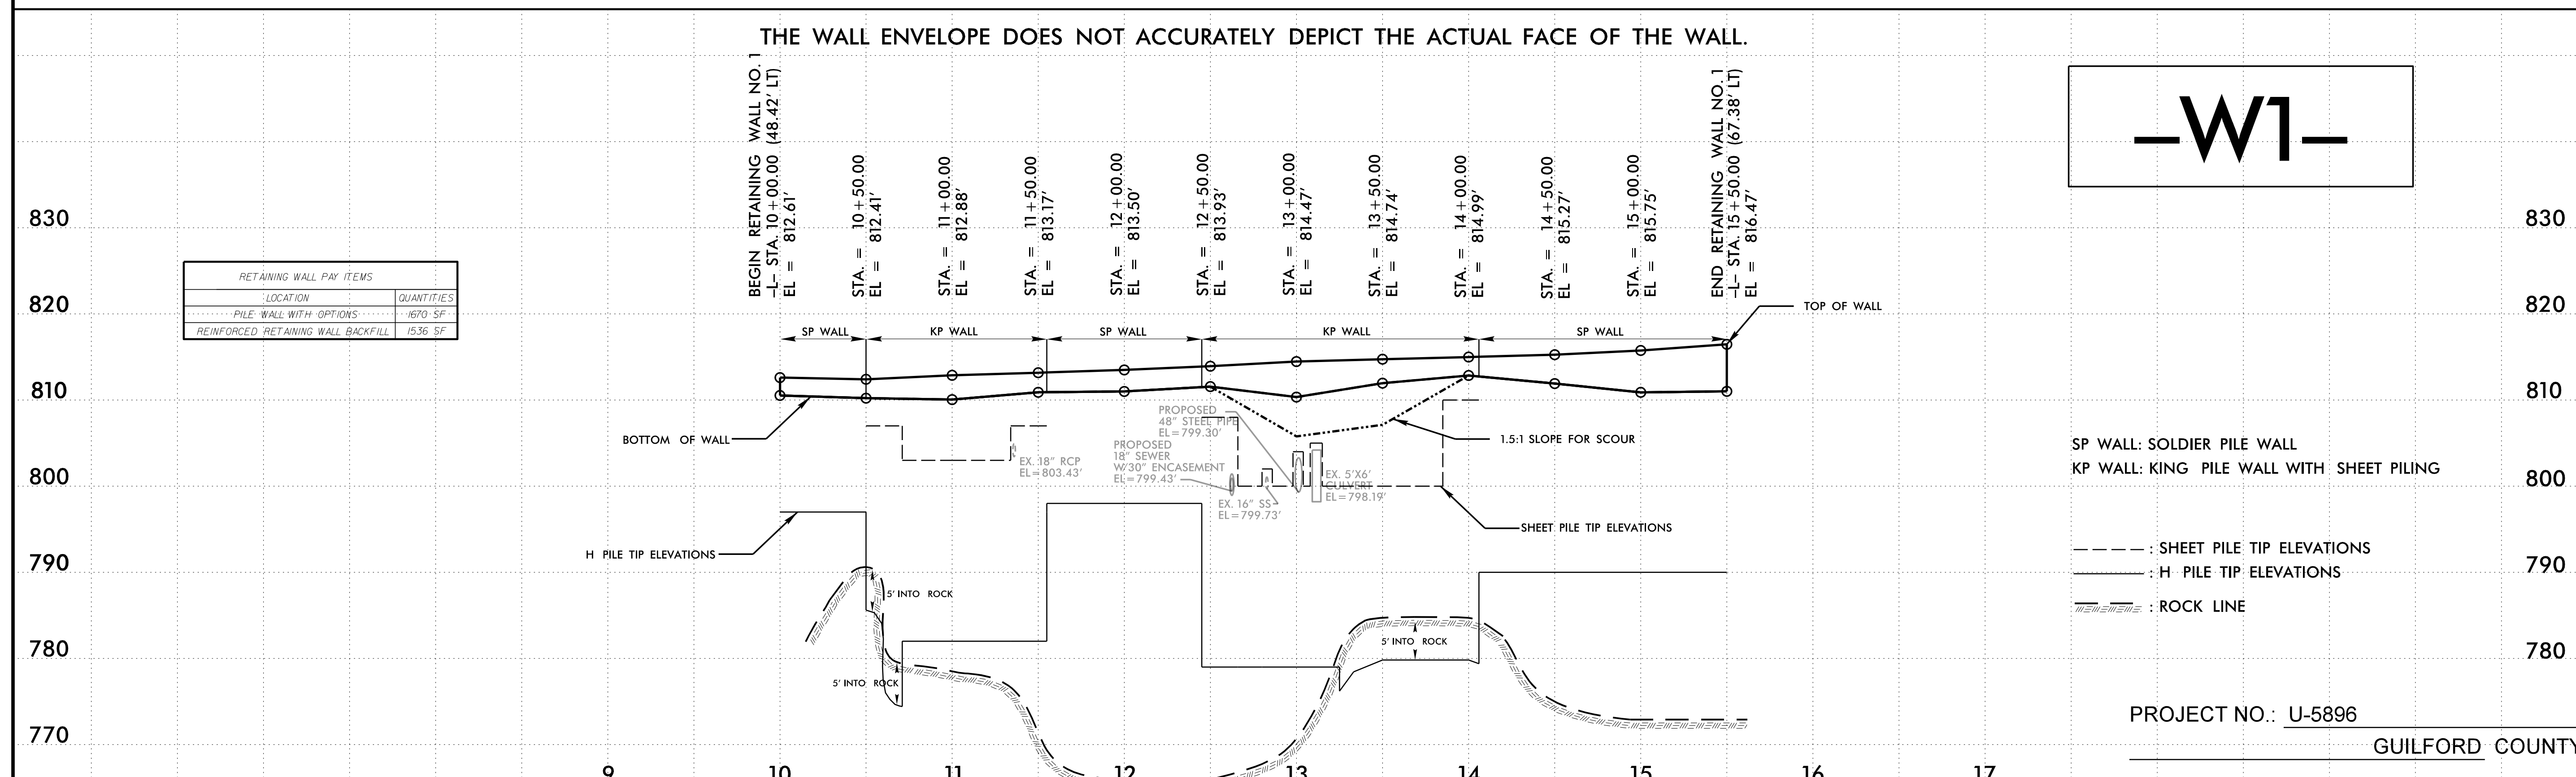 THE WALL ENVELOPE DOES NOT ACCURATELY DEPICT THE ACTUAL FACE OF THE WALL.
-W1-
BEGIN RETAINING WALL NO. 1
-L- STA. 10+00.00 (48.42' LT)
EL = 812.61'
STA. = 10+50.00
EL = 812.41'
STA. = 11+00.00
EL = 812.88'
STA. = 11+50.00
EL = 813.17'
STA. = 12+00.00
EL = 813.50'
STA. = 12+50.00
EL = 813.93'
STA. = 13+00.00
EL = 814.47'
STA. = 13+50.00
EL = 814.74'
STA. = 14+00.00
EL = 814.99'
STA. = 14+50.00
EL = 815.27'
STA. = 15+00.00
EL = 815.75'
END RETAINING WALL NO. 1
-L- STA. 15+50.00 (67.38' LT)
EL = 816.47'
830 830
RETAINING WALL PAY ITEMS
LOCATION QUANTITIES
PILE WALL WITH OPTIONS 1670 SF
REINFORCED RETAINING WALL BACKFILL 1536 SF
820 820
TOP OF WALL
SP WALL KP WALL SP WALL KP WALL SP WALL
810 810
BOTTOM OF WALL
PROPOSED
48" STEEL PIPE
EL=799.30'
PROPOSED
18" SEWER
W/30" ENCASEMENT
EL=799.43'
1.5:1 SLOPE FOR SCOUR
EX. 18" RCP
EL=803.43'
EX. 5'X6'
CULVERT
EL=798.19'
EX. 16" SS
EL=799.73'
SP WALL: SOLDIER PILE WALL
KP WALL: KING PILE WALL WITH SHEET PILING
800 800
SHEET PILE TIP ELEVATIONS
H PILE TIP ELEVATIONS
790 790
: SHEET PILE TIP ELEVATIONS
: H PILE TIP ELEVATIONS
: ROCK LINE
5' INTO ROCK
5' INTO ROCK
5' INTO ROCK
780 780
PROJECT NO.: U-5896
GUILFORD COUNTY
770
9 10 11 12 13 14 15 16 17